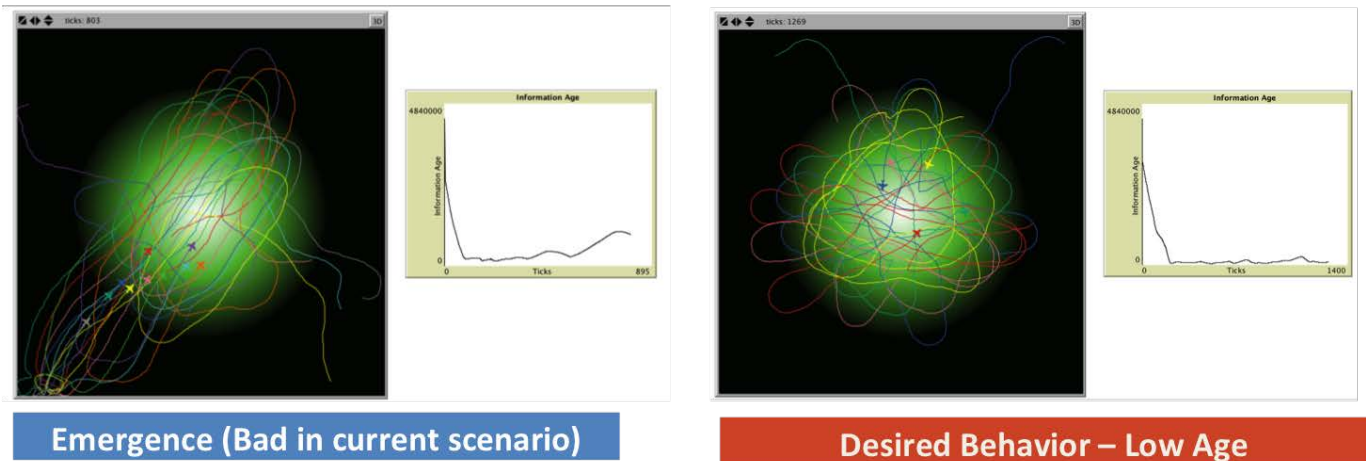 ticks: 803
3D
Information Age
4840000
Information Age
0
0
Ticks
895
Emergence (Bad in current scenario)
ticks: 1269
3D
Information Age
4840000
Information Age
0
0
Ticks
1400
Desired Behavior – Low Age